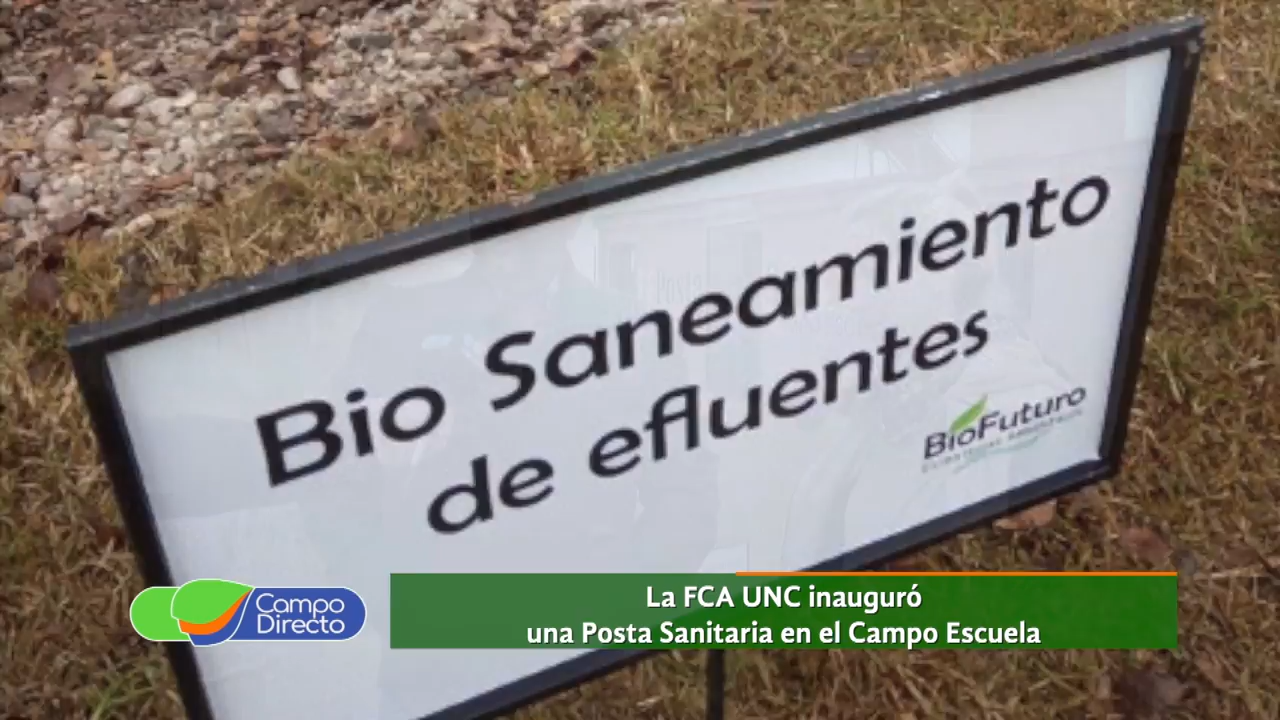 Bio Saneamiento
de efluentes
BioFuturo
Campo
Directo
La FCA UNC inauguró
una Posta Sanitaria en el Campo Escuela